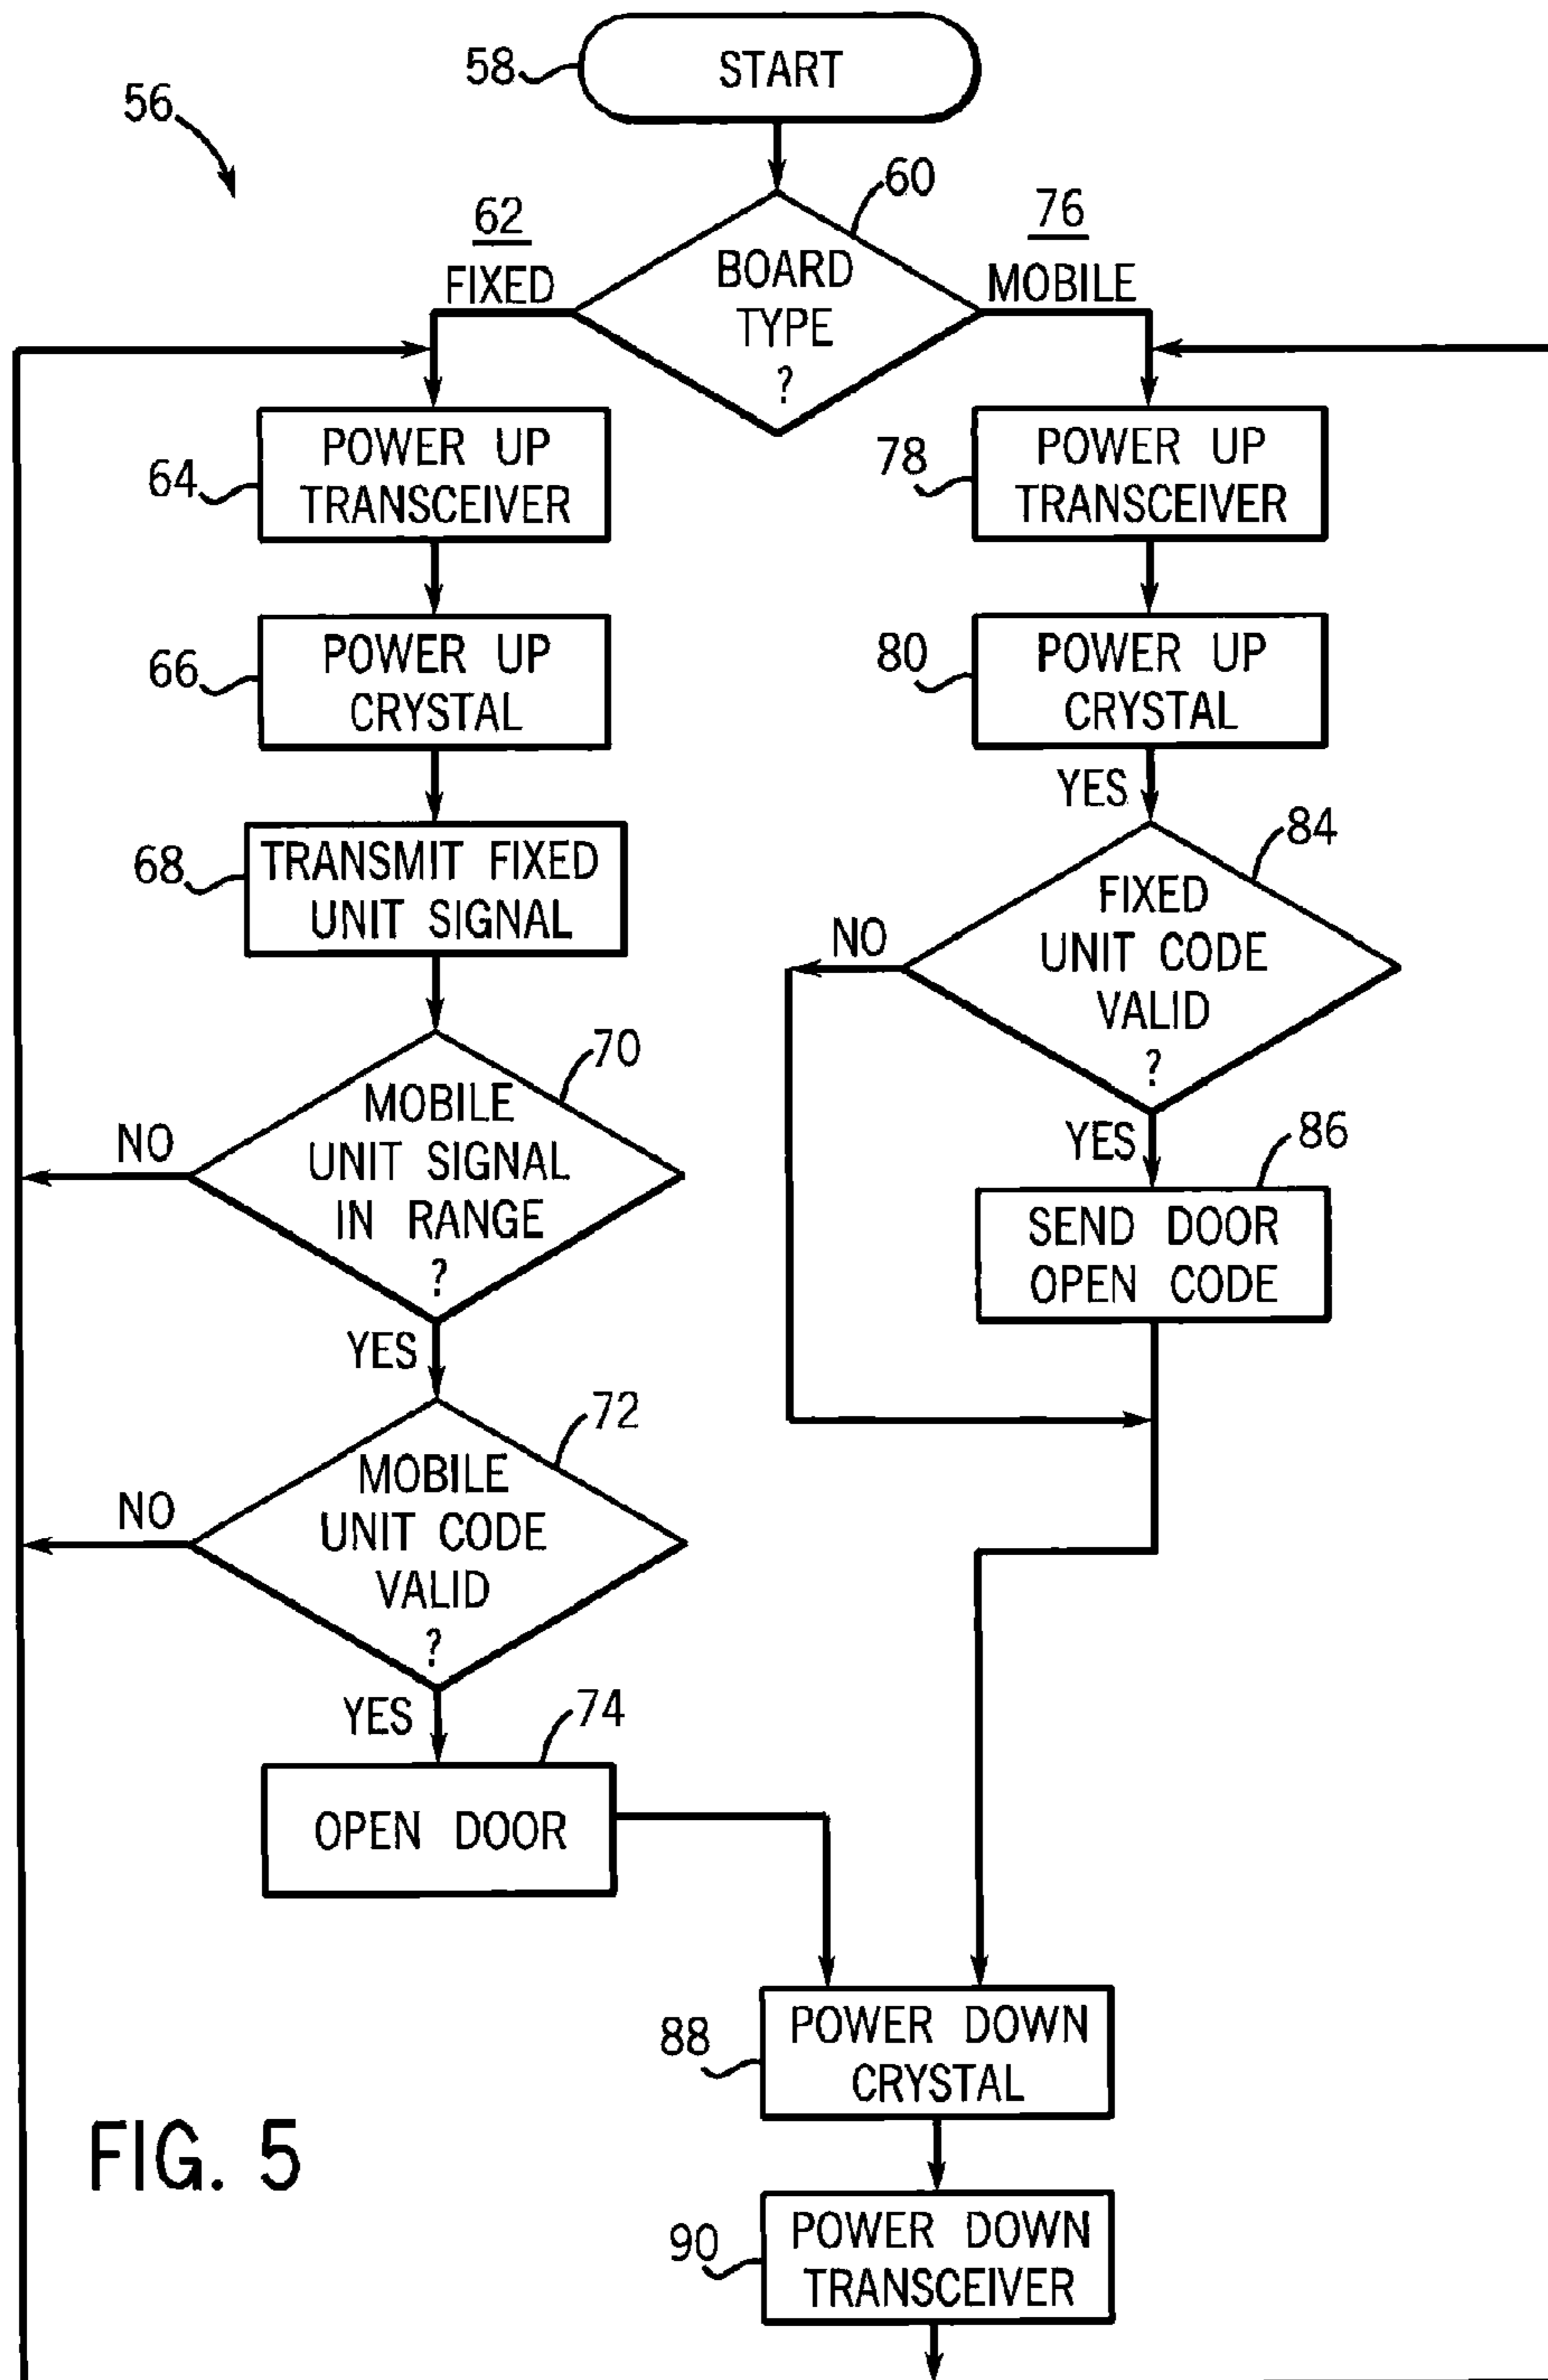 58
START
56
60
62
FIXED
BOARD
TYPE
?
76
MOBILE
64
POWER UP
TRANSCEIVER
78
POWER UP
TRANSCEIVER
66
POWER UP
CRYSTAL
80
POWER UP
CRYSTAL
YES
68
TRANSMIT FIXED
UNIT SIGNAL
84
FIXED
UNIT CODE
VALID
?
NO
70
MOBILE
UNIT SIGNAL
IN RANGE
?
NO
YES
YES
86
SEND DOOR
OPEN CODE
72
MOBILE
UNIT CODE
VALID
?
NO
YES
74
OPEN DOOR
88
POWER DOWN
CRYSTAL
90
POWER DOWN
TRANSCEIVER
FIG. 5